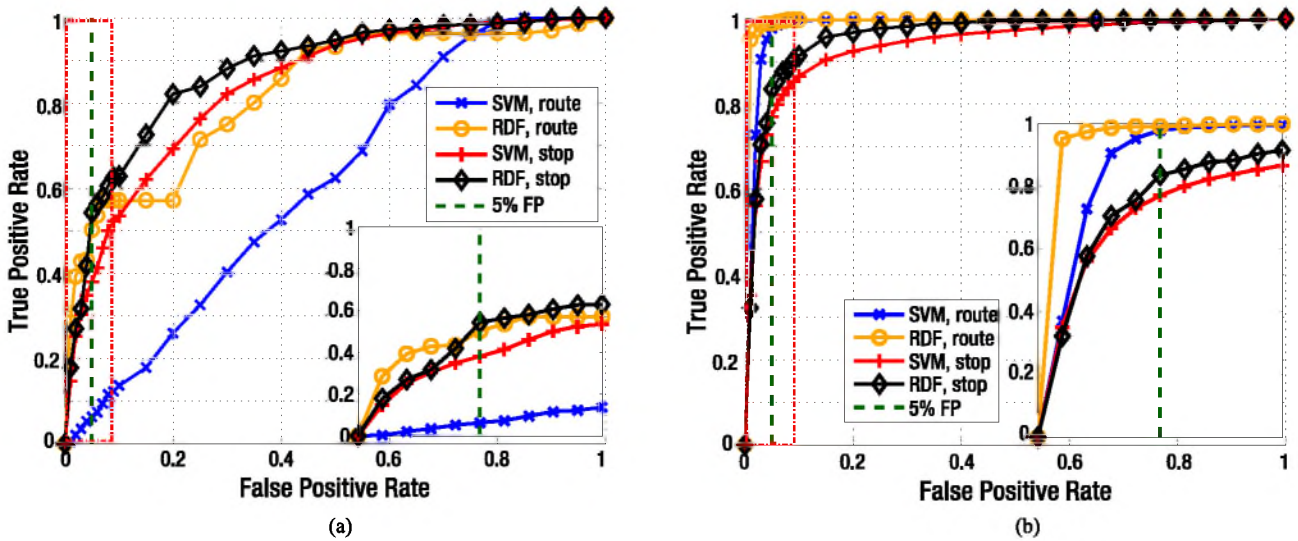 1
0.8
0.6
0.4
0.2
0
True Positive Rate
SVM, route
RDF, route
SVM, stop
RDF, stop
5% FP
1
0.8
0.6
0.4
0.2
0
0
0.2
0.4
0.6
0.8
1
False Positive Rate
(a)
1
0.8
0.6
0.4
0.2
0
True Positive Rate
1
0.8
0.6
0.4
0.2
0
SVM, route
RDF, route
SVM, stop
RDF, stop
5% FP
0
0.2
0.4
0.6
0.8
1
False Positive Rate
(b)